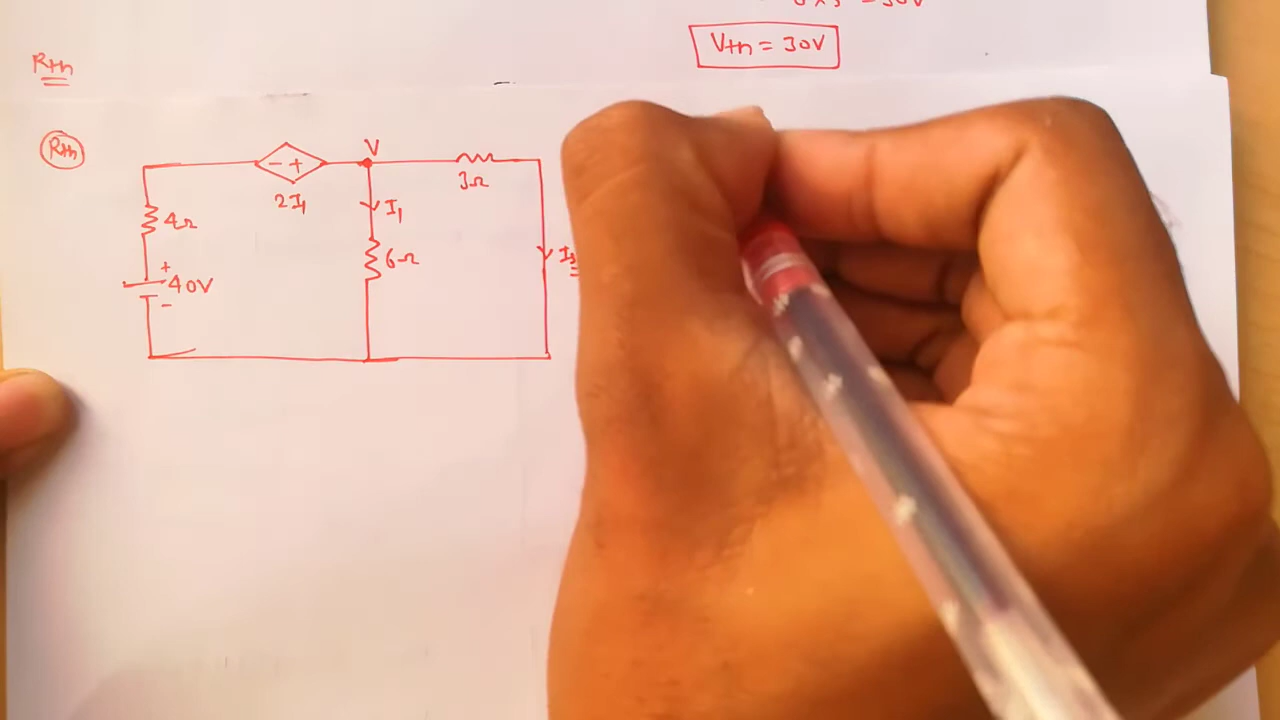 Vth = 30V
Rth
Rth
V
- +
3Ω
2I1
I1
4Ω
6Ω
+
40V
-